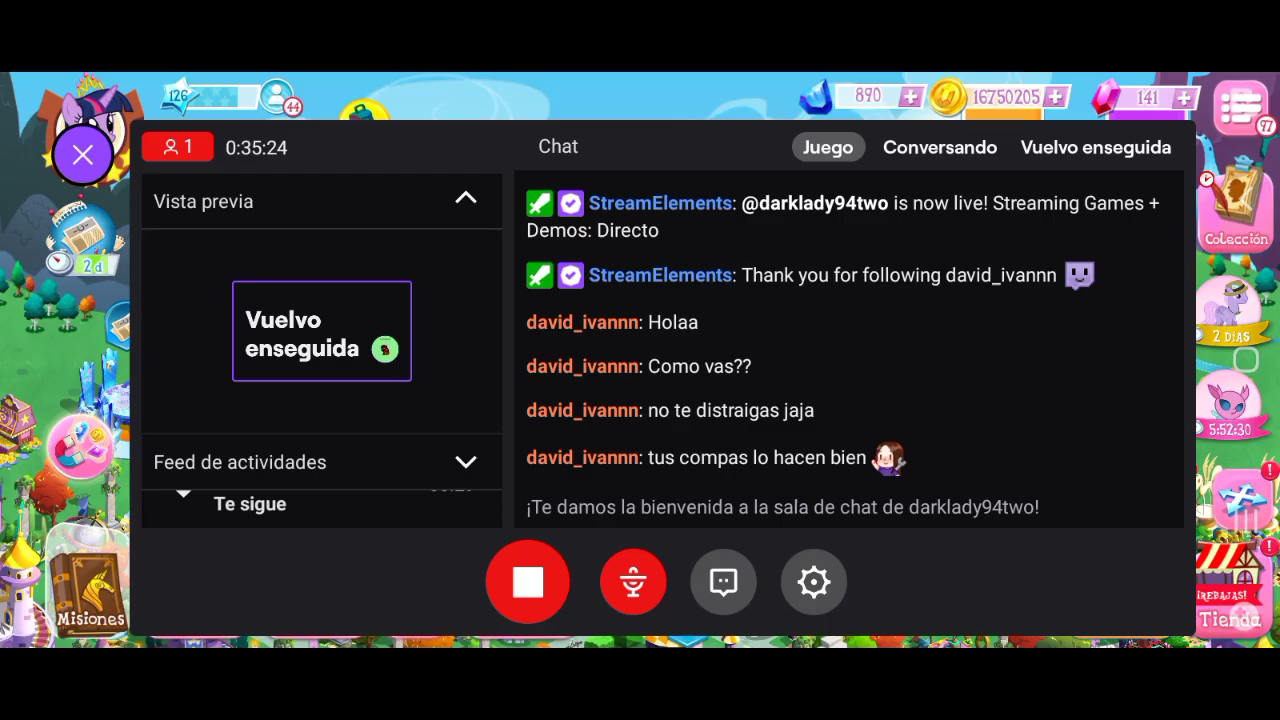 126
44
890
16750205
141
97
1
0:35:24
Chat
Juego
Conversando
Vuelvo enseguida
Vista previa
StreamElements: @darklady94two is now live! Streaming Games +
Demos: Directo
StreamElements: Thank you for following david_ivannn
david_ivannn: Holaa
david_ivannn: Como vas??
david_ivannn: no te distraigas jaja
david_ivannn: tus compas lo hacen bien
¡Te damos la bienvenida a la sala de chat de darklady94two!
Vuelvo
enseguida
Feed de actividades
Te sigue
2 d
Misiones
Colección
2 DÍAS
5:52:30
¡REBAJAS!
Tienda